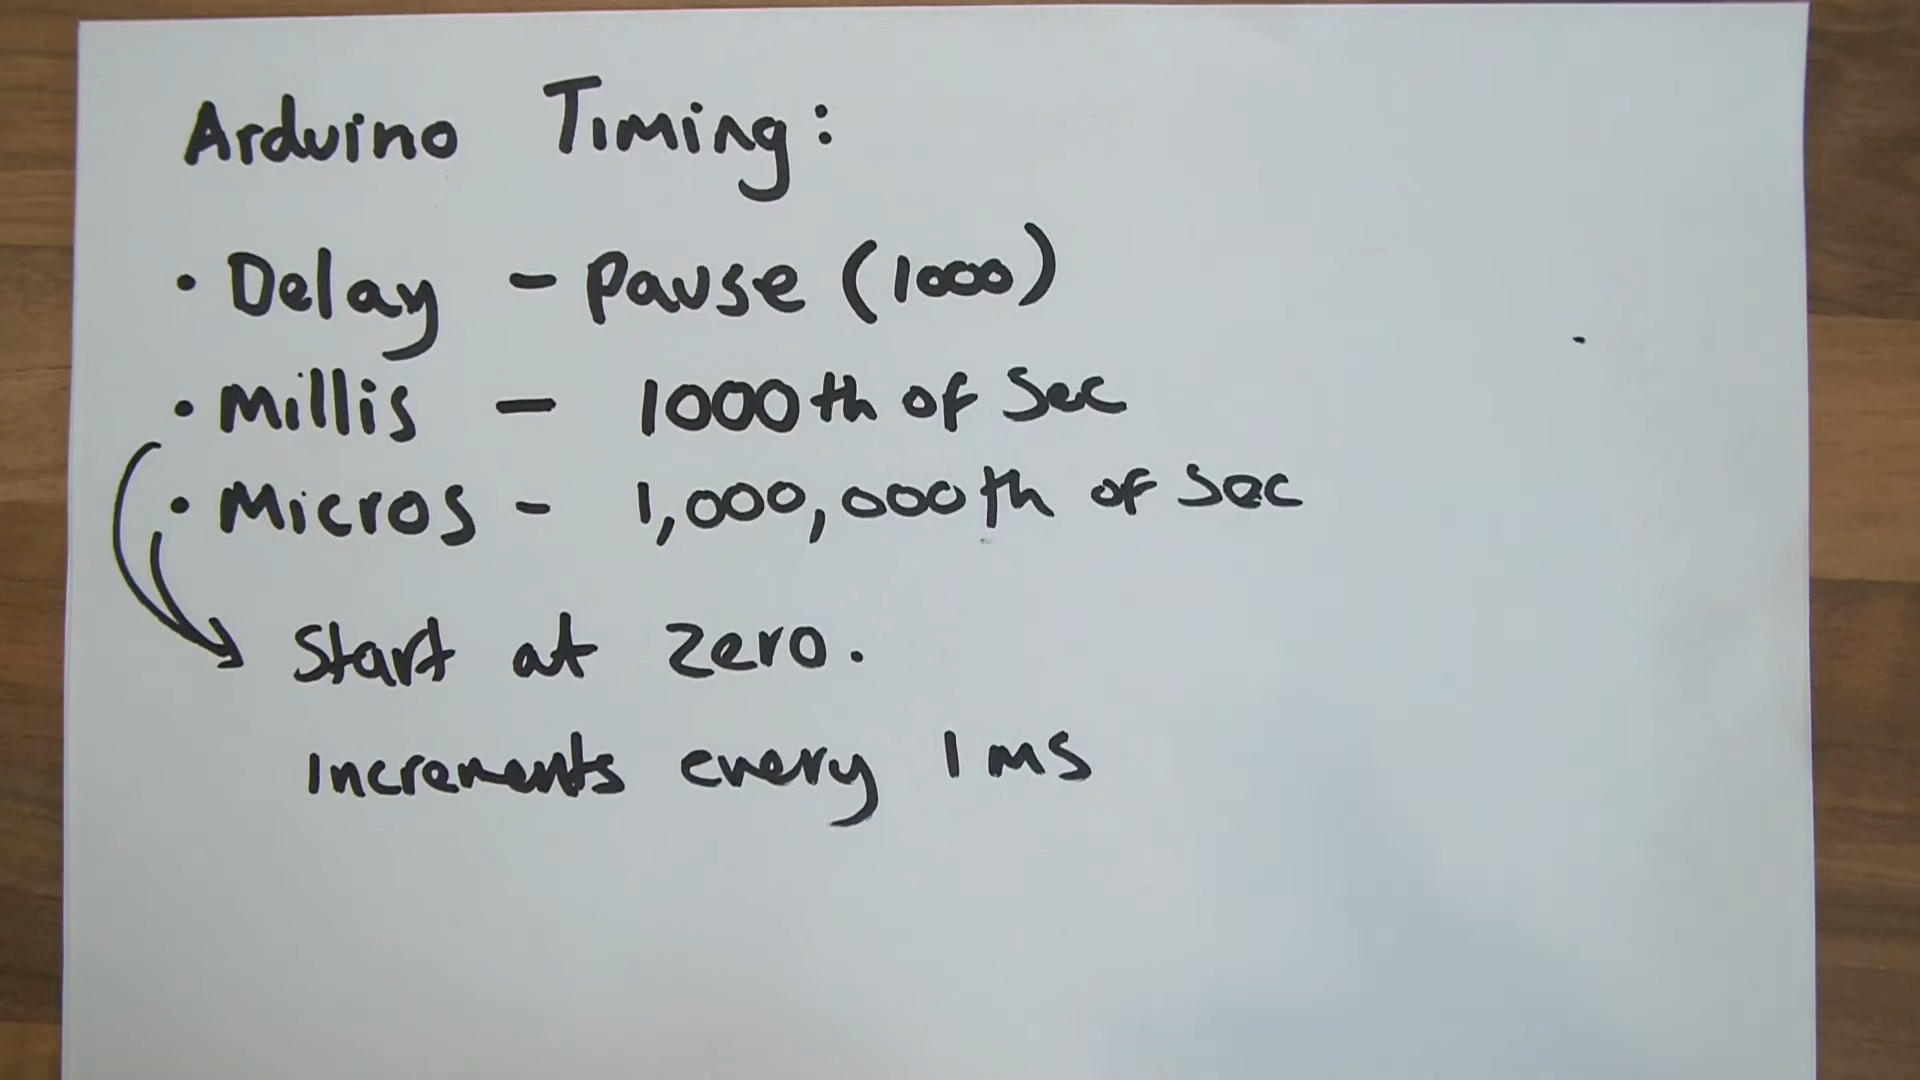 Arduino Timing:
• Delay - Pause (1000)
• Millis - 1000th of Sec
• Micros - 1,000,000th of Sec
Start at Zero.
Increments every 1ms